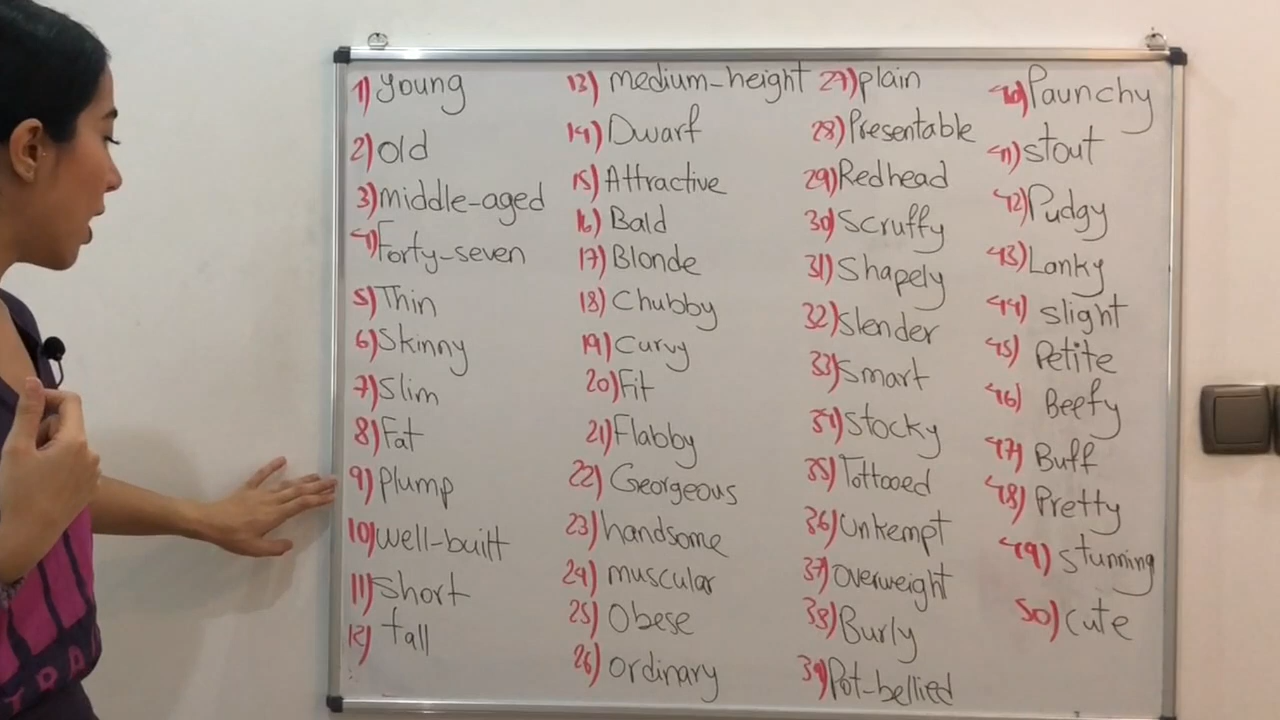 1) Young
2) Old
3) middle-aged
4) Forty-seven
5) Thin
6) Skinny
7) Slim
8) Fat
9) Plump
10) well-built
11) Short
12) tall
13) medium-height
14) Dwarf
15) Attractive
16) Bald
17) Blonde
18) Chubby
19) Curvy
20) Fit
21) Flabby
22) Georgeous
23) handsome
24) muscular
25) Obese
26) ordinary
27) plain
28) Presentable
29) Redhead
30) Scruffy
31) Shapely
32) Slender
33) Smart
34) Stocky
35) Tottooed
36) Unkempt
37) overweight
38) Burly
39) Pot-bellied
40) Paunchy
41) stout
42) Pudgy
43) Lanky
44) slight
45) Petite
46) Beefy
47) Buff
48) Pretty
49) stunning
50) cute